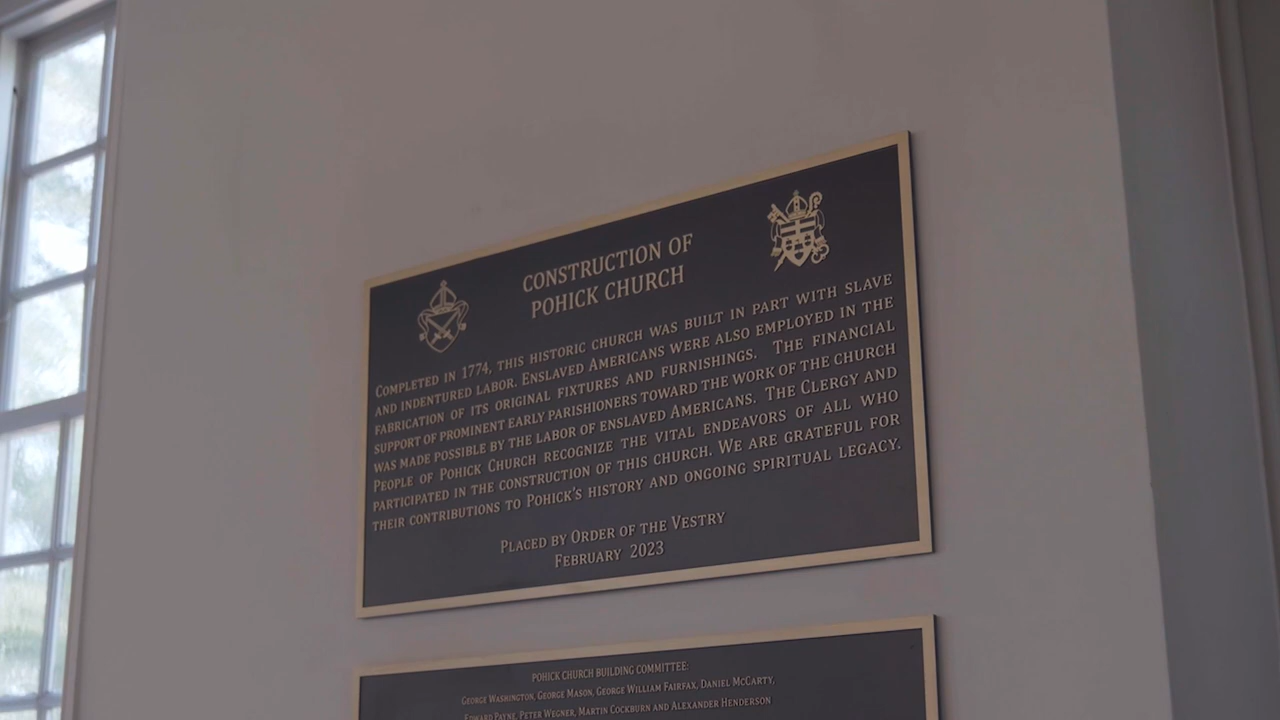 CONSTRUCTION OF
POHICK CHURCH
COMPLETED IN 1774, THIS HISTORIC CHURCH WAS BUILT IN PART WITH SLAVE
AND INDENTURED LABOR. ENSLAVED AMERICANS WERE ALSO EMPLOYED IN THE
FABRICATION OF ITS ORIGINAL FIXTURES AND FURNISHINGS. THE FINANCIAL
SUPPORT OF PROMINENT EARLY PARISHIONERS TOWARD THE WORK OF THE CHURCH
WAS MADE POSSIBLE BY THE LABOR OF ENSLAVED AMERICANS. THE CLERGY AND
PEOPLE OF POHICK CHURCH RECOGNIZE THE VITAL ENDEAVORS OF ALL WHO
PARTICIPATED IN THE CONSTRUCTION OF THIS CHURCH. WE ARE GRATEFUL FOR
THEIR CONTRIBUTIONS TO POHICK'S HISTORY AND ONGOING SPIRITUAL LEGACY.
PLACED BY ORDER OF THE VESTRY
FEBRUARY 2023
POHICK CHURCH BUILDING COMMITTEE:
GEORGE WASHINGTON, GEORGE MASON, GEORGE WILLIAM FAIRFAX, DANIEL MCCARTY,
EDWARD PAYNE, PETER WEGNER, MARTIN COCKBURN AND ALEXANDER HENDERSON